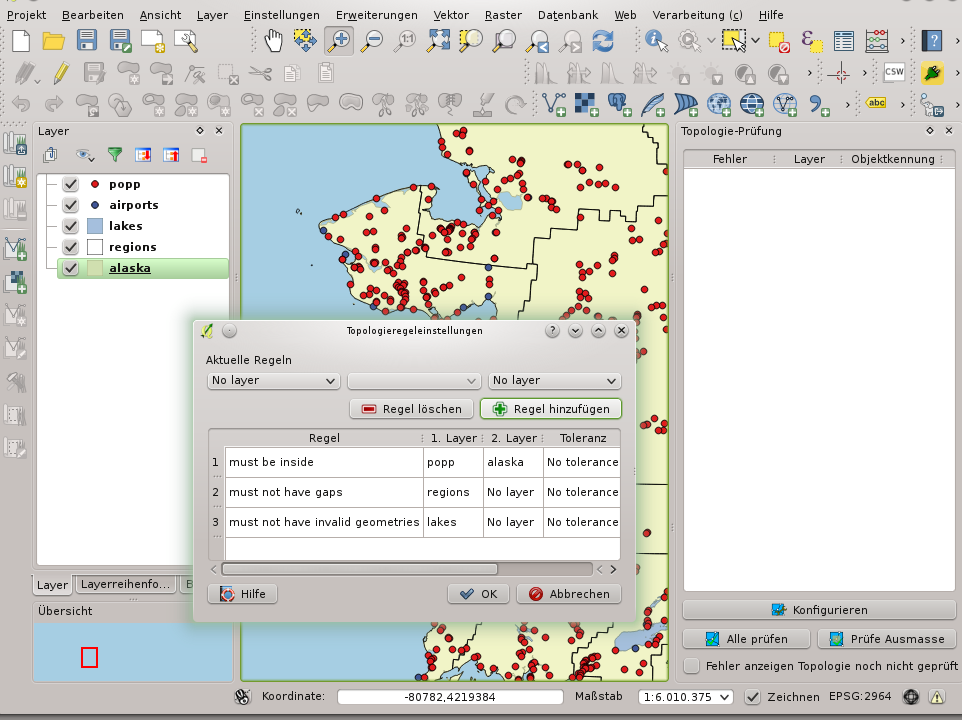 Projekt Bearbeiten Ansicht Layer Einstellungen Erweiterungen Vektor Raster Datenbank Web Verarbeitung (c) Hilfe
1:1
CSW
abc
Layer
popp
airports
lakes
regions
alaska
Layer Layerreihenfo...
Übersicht
Topologie-Prüfung
Fehler Layer Objektkennung
Topologieregeleinstellungen
?
Aktuelle Regeln
No layer No layer
Regel löschen Regel hinzufügen
Regel 1. Layer 2. Layer Toleranz
1 must be inside popp alaska No tolerance
2 must not have gaps regions No layer No tolerance
3 must not have invalid geometries lakes No layer No tolerance
Hilfe OK Abbrechen
Konfigurieren
Alle prüfen Prüfe Ausmasse
Fehler anzeigen Topologie noch nicht geprüft
Koordinate: -80782,4219384 Maßstab 1:6.010.375 Zeichnen EPSG:2964